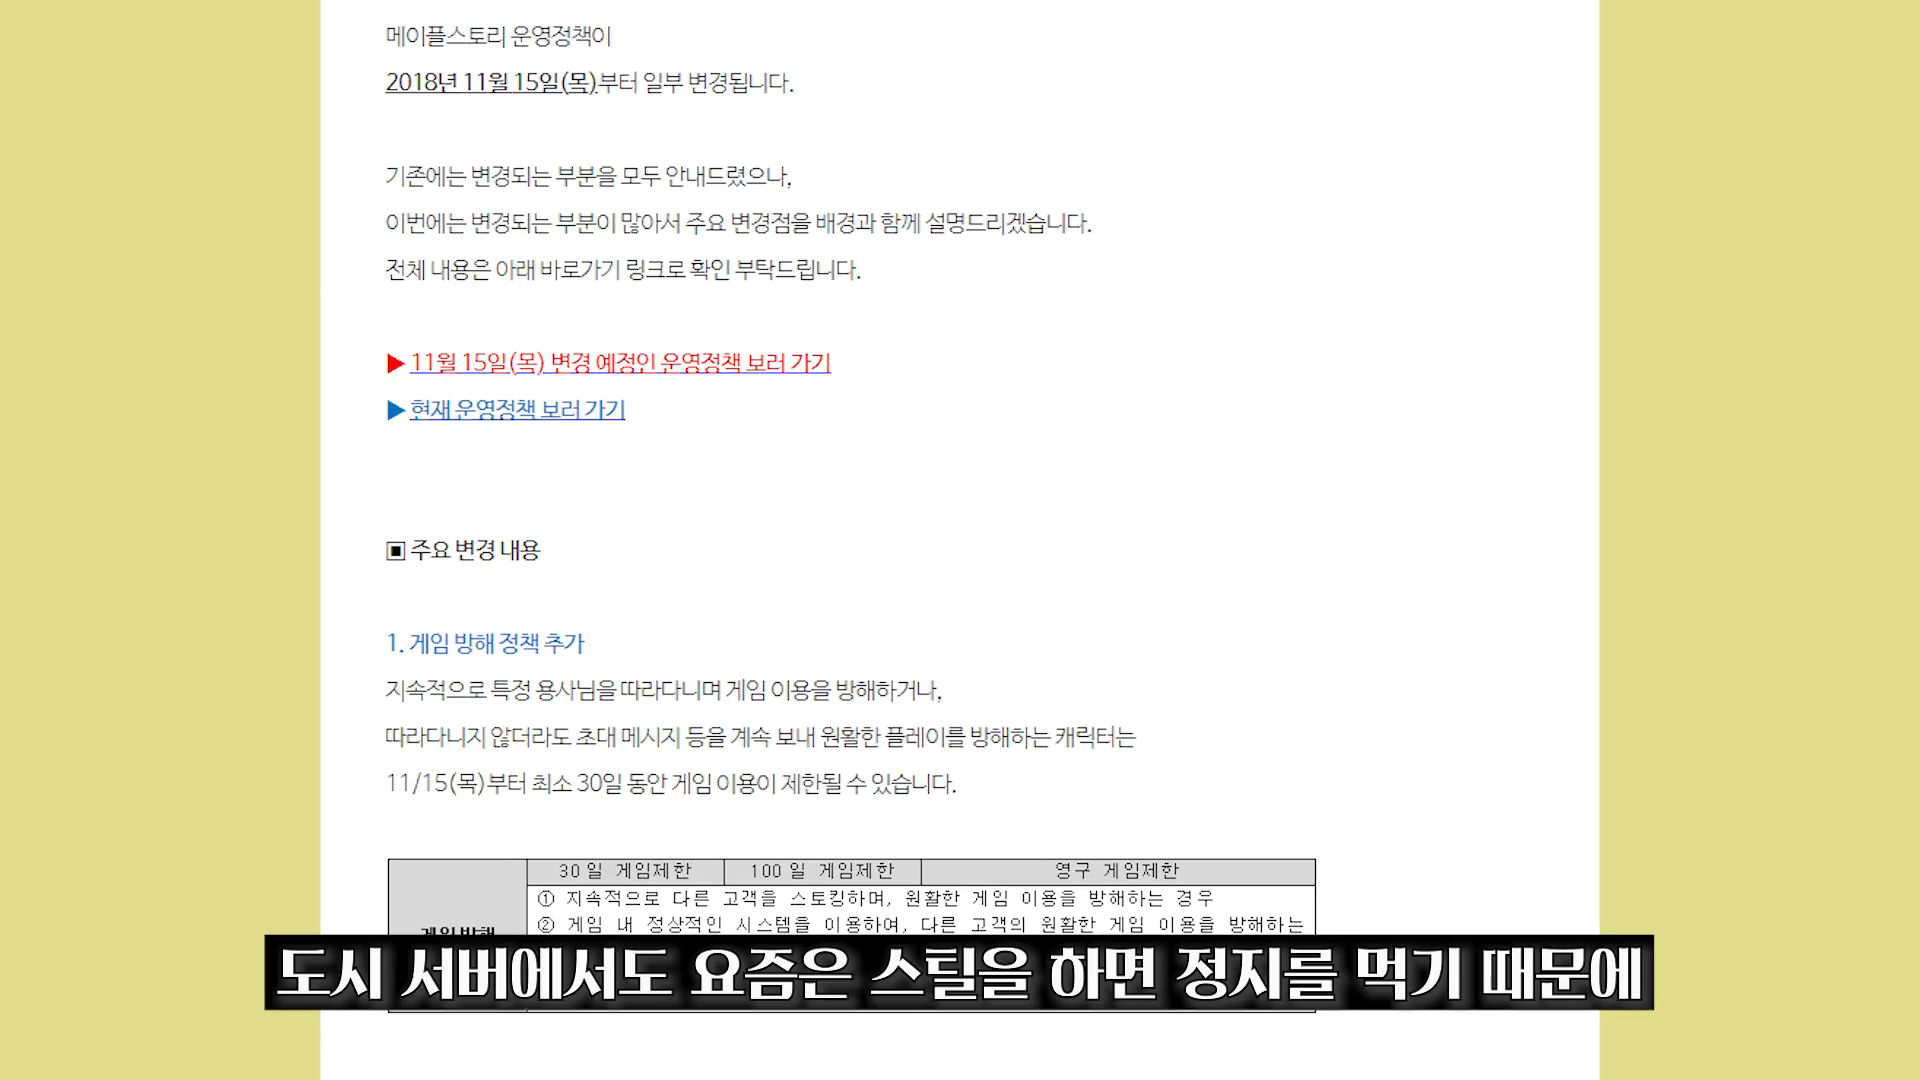 메이플스토리 운영정책이
2018년 11월 15일(목)부터 일부 변경됩니다.
기존에는 변경되는 부분을 모두 안내드렸으나,
이번에는 변경되는 부분이 많아서 주요 변경점을 배경과 함께 설명드리겠습니다.
전체 내용은 아래 바로가기 링크로 확인 부탁드립니다.
▶ 11월 15일(목) 변경 예정인 운영정책 보러 가기
▶ 현재 운영정책 보러 가기
▣ 주요 변경 내용
1. 게임 방해 정책 추가
지속적으로 특정 용사님을 따라다니며 게임 이용을 방해하거나,
따라다니지 않더라도 초대 메시지 등을 계속 보내 원활한 플레이를 방해하는 캐릭터는
11/15(목)부터 최소 30일 동안 게임 이용이 제한될 수 있습니다.
30일 게임제한 100일 게임제한 영구 게임제한
① 지속적으로 다른 고객을 스토킹하며, 원활한 게임 이용을 방해하는 경우
② 게임 내 정상적인 시스템을 이용하여, 다른 고객의 원활한 게임 이용을 방해하는
도시 서버에서도 요즘은 스틸을 하면 정지를 먹기 때문에